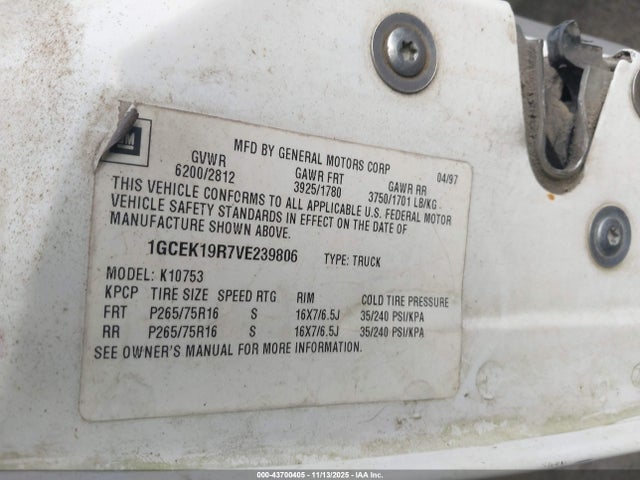 GM
MFD BY GENERAL MOTORS CORP 04/97
GVWR GAWR FRT GAWR RR
6200/2812 3925/1780 3750/1701 LB/KG
THIS VEHICLE CONFORMS TO ALL APPLICABLE U.S. FEDERAL MOTOR
VEHICLE SAFETY STANDARDS IN EFFECT ON THE DATE OF
MANUFACTURE SHOWN ABOVE.
1GCEK19R7VE239806 TYPE: TRUCK
MODEL: K10753
KPCP TIRE SIZE SPEED RTG RIM COLD TIRE PRESSURE
FRT P265/75R16 S 16X7/6.5J 35/240 PSI/KPA
RR P265/75R16 S 16X7/6.5J 35/240 PSI/KPA
SEE OWNER'S MANUAL FOR MORE INFORMATION.
000-43700405 - 11/13/2025 - IAAI.COM